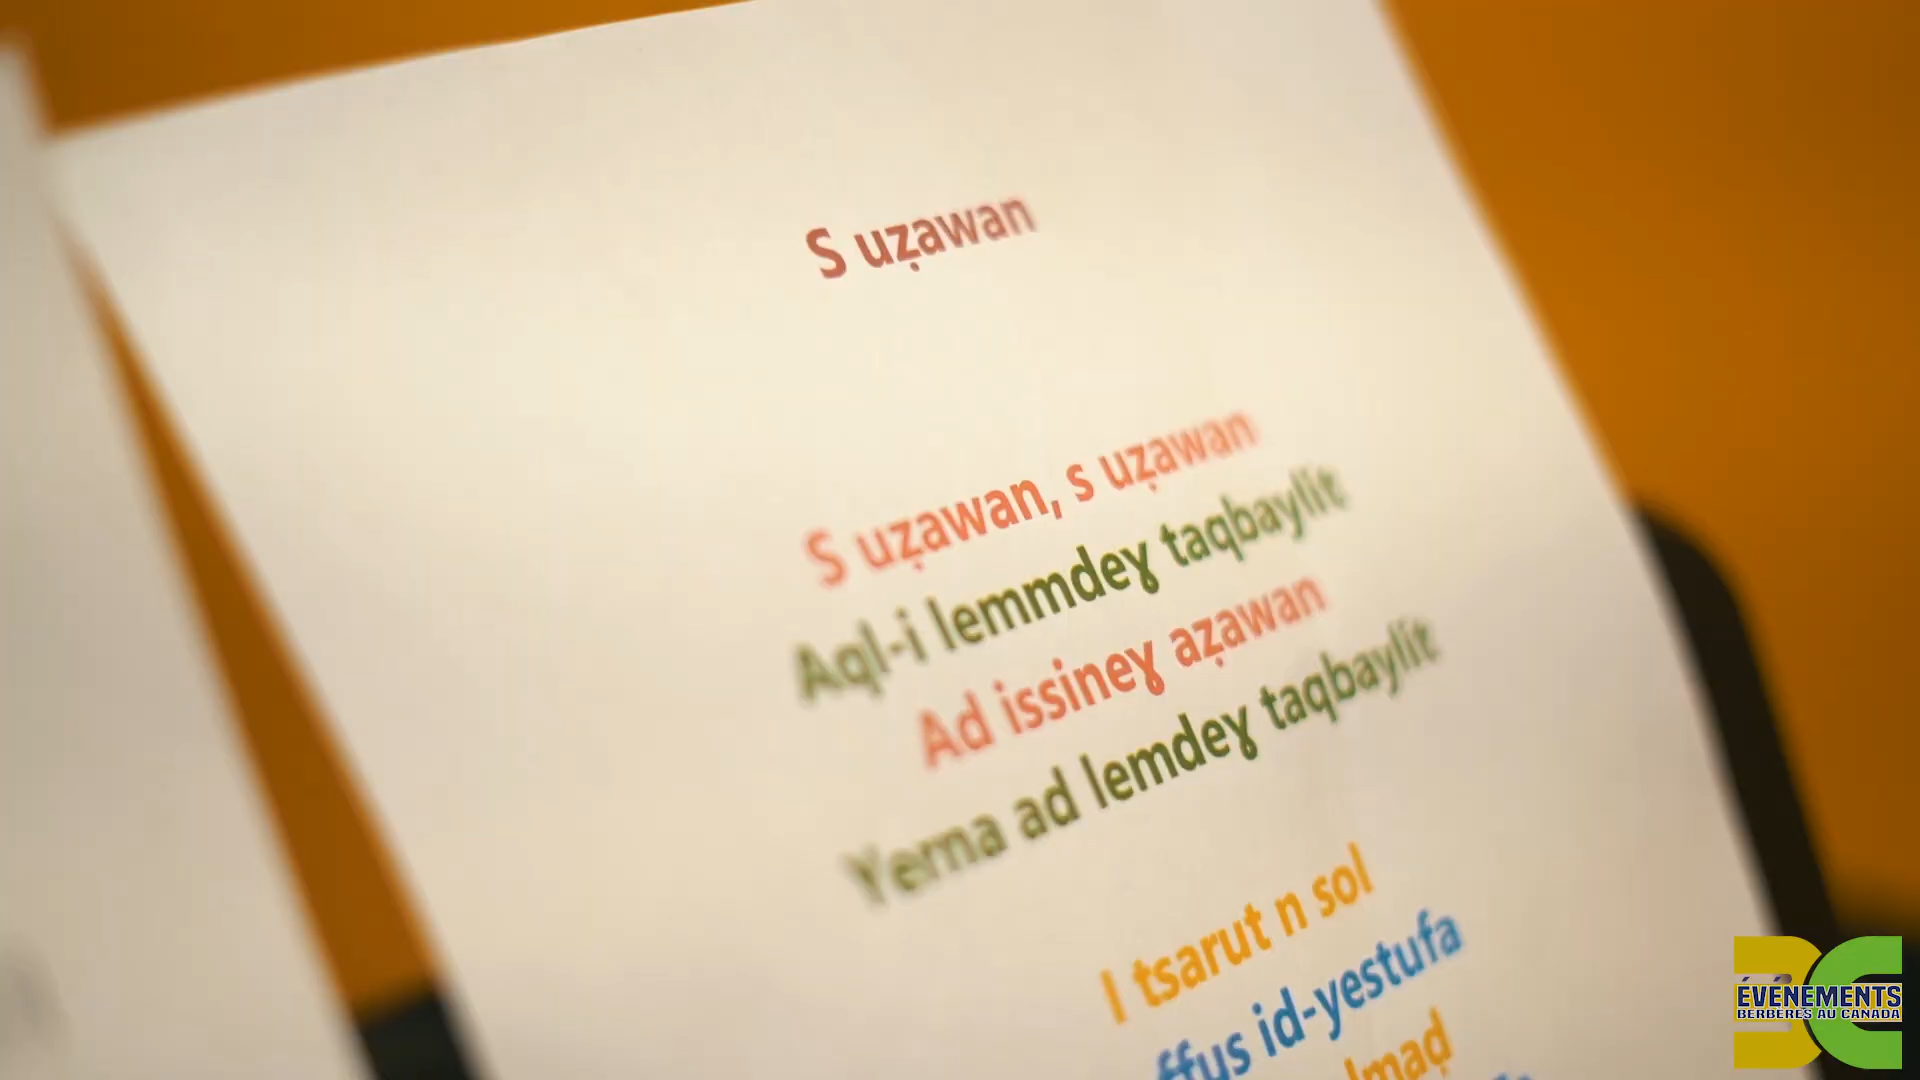 S uẓawan
S uẓawan, s uẓawan
Aql-i lemmdeɣ taqbaylit
Ad issineɣ aẓawan
Yerna ad lemdeɣ taqbaylit
I tsarut n sol
id-yestufa
ÉVÉNEMENTS
BERBÈRES AU CANADA